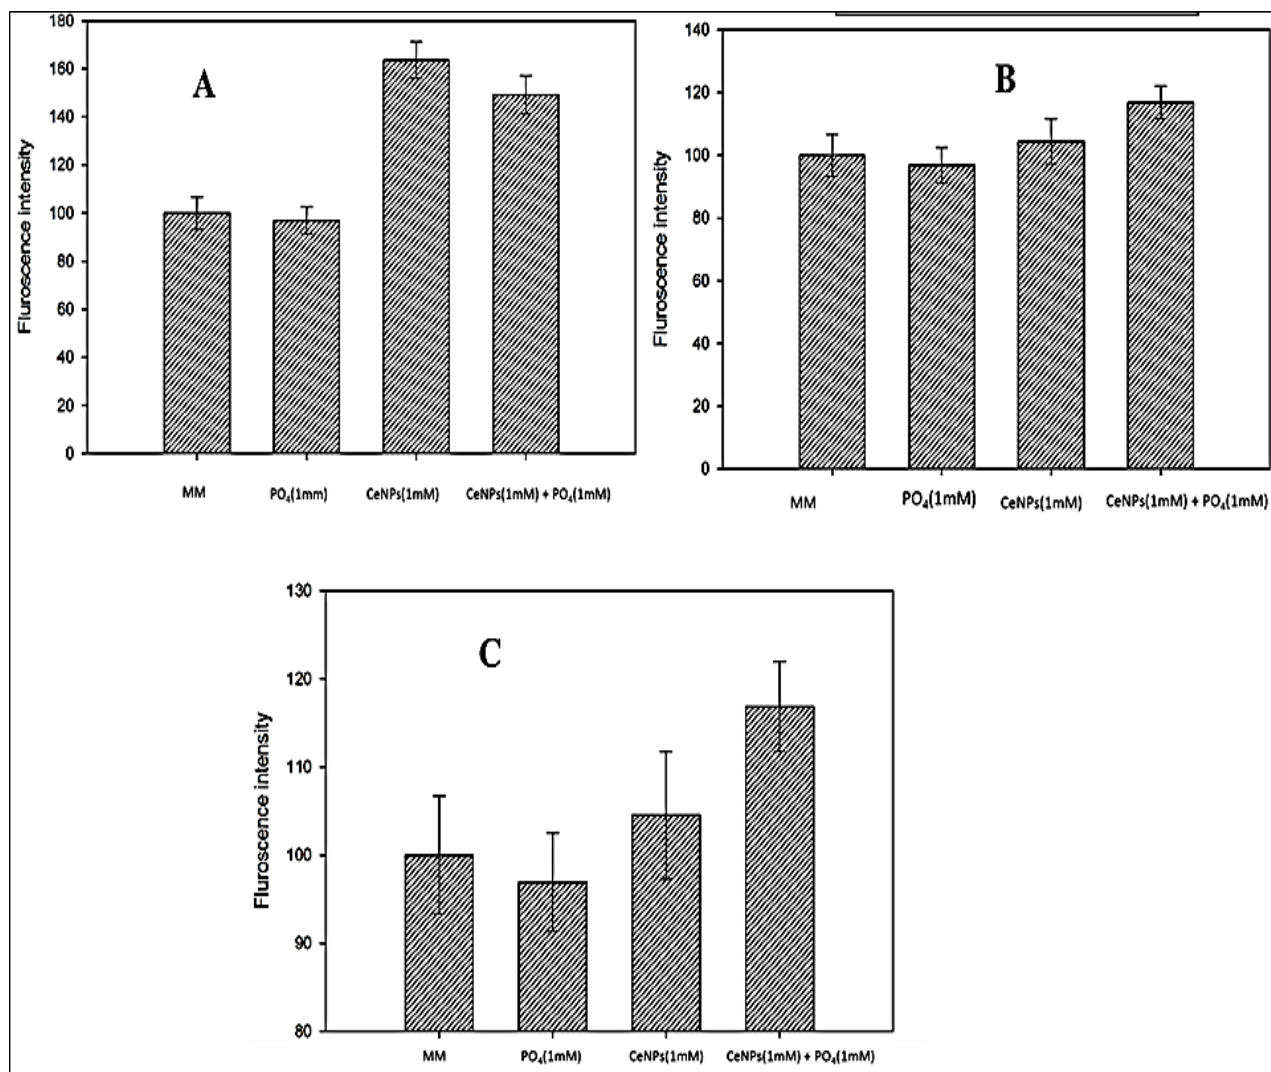 180
160
140
120
100
80
60
40
20
0
Fluroscence intensity
A
MM PO₄(1mm) CeNPs(1mM) CeNPs(1mM) + PO₄(1mM)
140
120
100
80
60
40
20
0
Fluroscence intensity
B
MM PO₄(1mM) CeNPs(1mM) CeNPs(1mM) + PO₄(1mM)
130
120
110
100
90
80
Fluroscence intensity
C
MM PO₄(1mM) CeNPs(1mM) CeNPs(1mM) + PO₄(1mM)